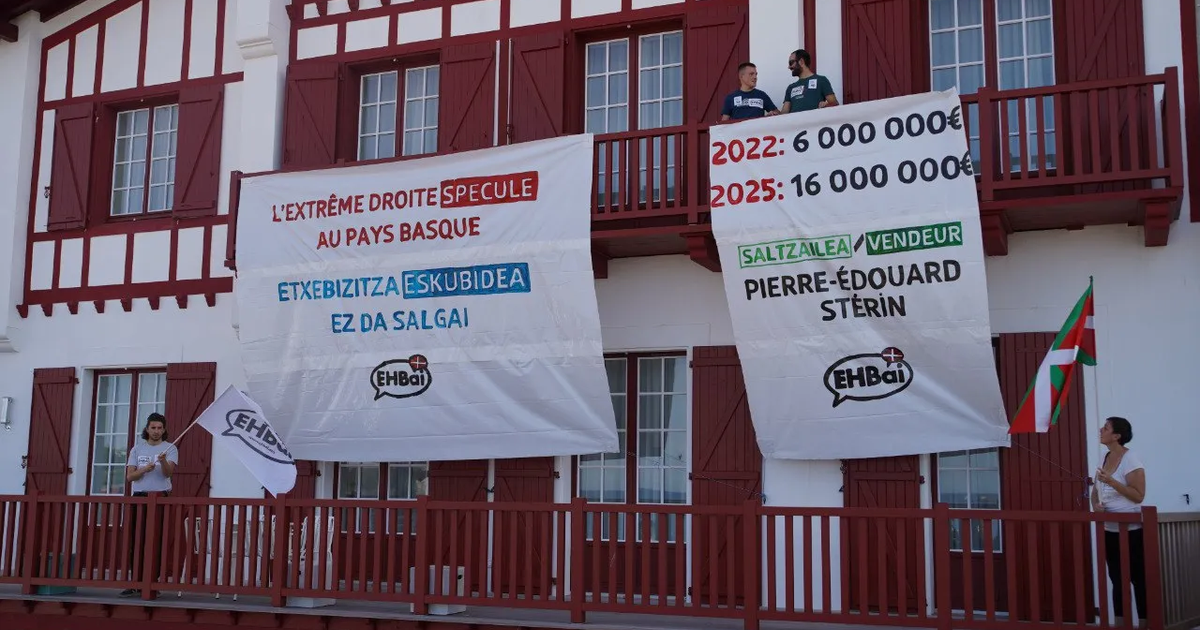 L'EXTRÊME DROITE SPECULE
AU PAYS BASQUE
ETXEBIZITZA ESKUBIDEA
EZ DA SALGAI
EHBai
2022: 6 000 000€
2025: 16 000 000€
SALTZAILEA/VENDEUR
PIERRE-ÉDOUARD
STÉRIN
EHBai
EHBai